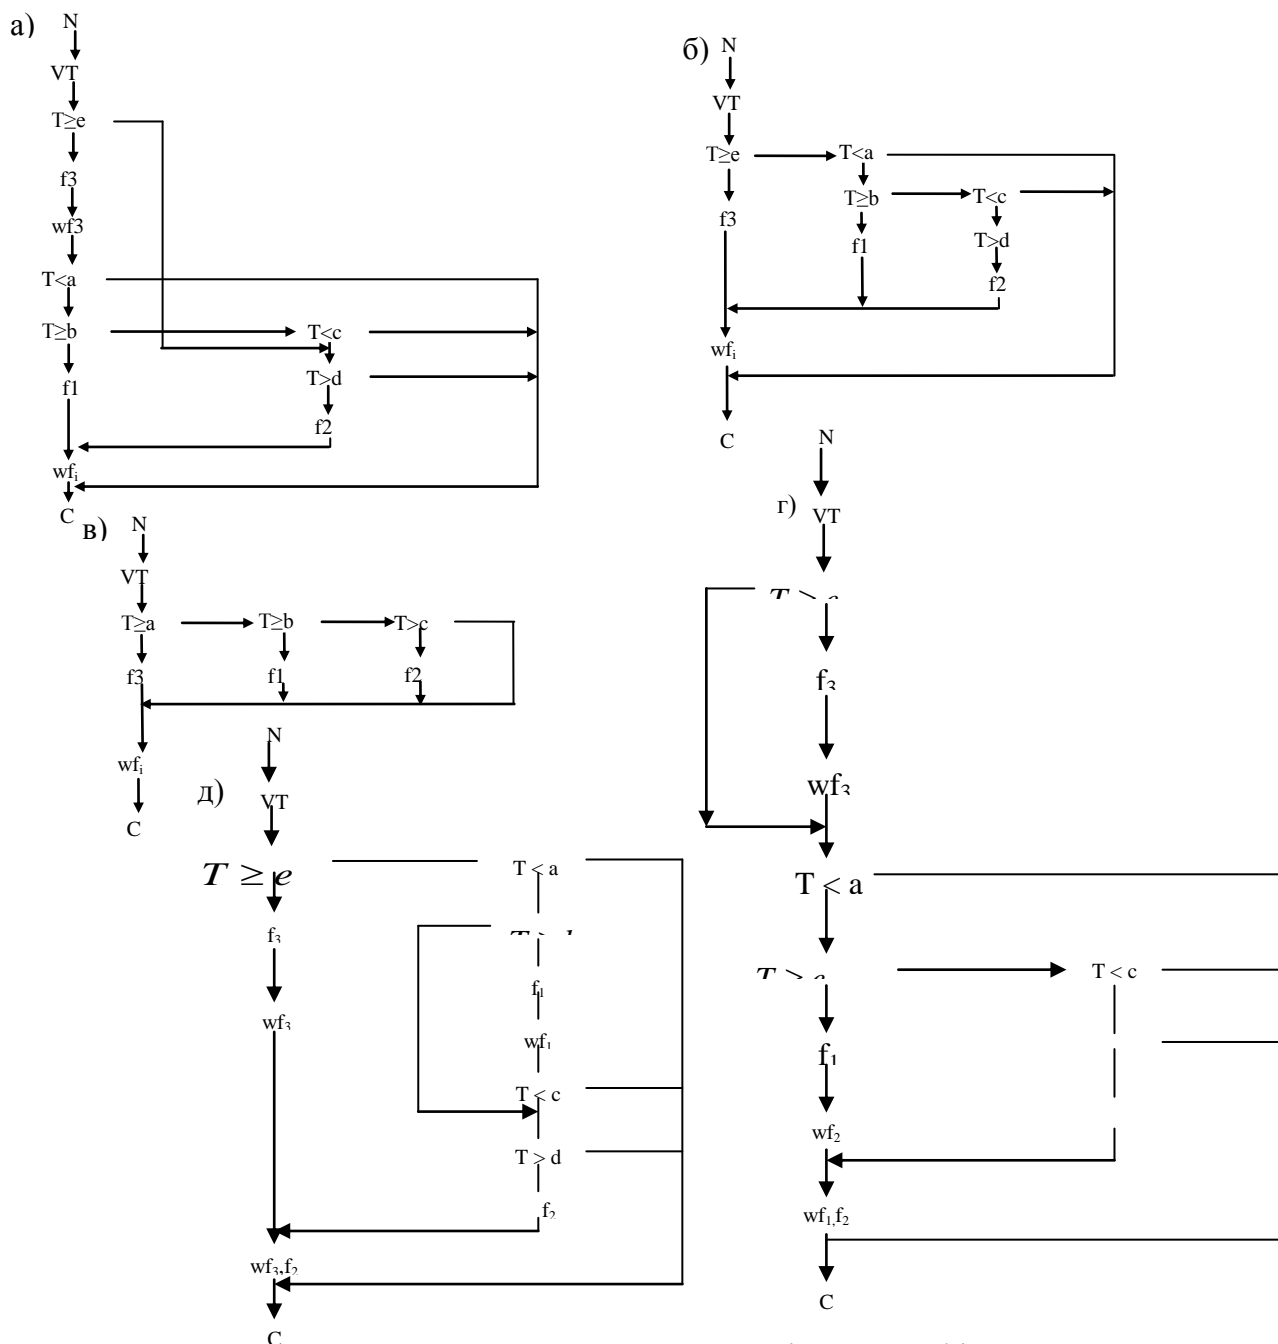 а)
N
VT
T≥e
f3
wf3
T<a
T≥b
T<c
T>d
f1
f2
wfi
C
б)
N
VT
T≥e
T<a
T≥b
T<c
f3
f1
T>d
f2
wfi
C
в)
N
VT
T≥a
T≥b
T>c
f3
f1
f2
wfi
C
г)
N
VT
f3
wf3
T < a
T < c
f1
wf2
wf1,f2
C
д)
N
VT
T ≥ e
T < a
f3
f1
wf3
wf1
T < c
T > d
f2
wf3,f2
C